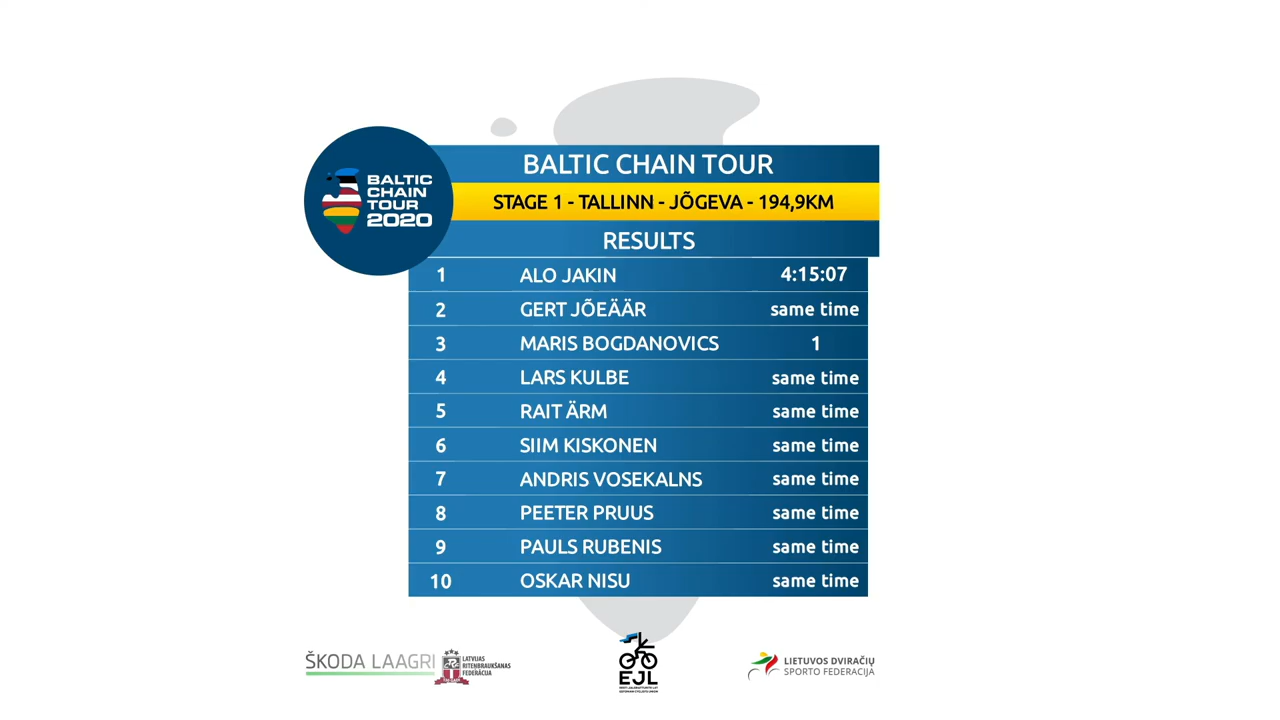 BALTIC CHAIN TOUR
BALTIC
CHAIN
TOUR
2020
STAGE 1 - TALLINN - JÕGEVA - 194,9KM
RESULTS
1 ALO JAKIN 4:15:07
2 GERT JÕEÄÄR same time
3 MARIS BOGDANOVICS 1
4 LARS KULBE same time
5 RAIT ÄRM same time
6 SIIM KISKONEN same time
7 ANDRIS VOSEKALNS same time
8 PEETER PRUUS same time
9 PAULS RUBENIS same time
10 OSKAR NISU same time
ŠKODA LAAGRI
LATVIJAS
RITEŅBRAUKŠANAS
FEDERĀCIJA
EJL
LIETUVOS DVIRAČIŲ
SPORTO FEDERACIJA